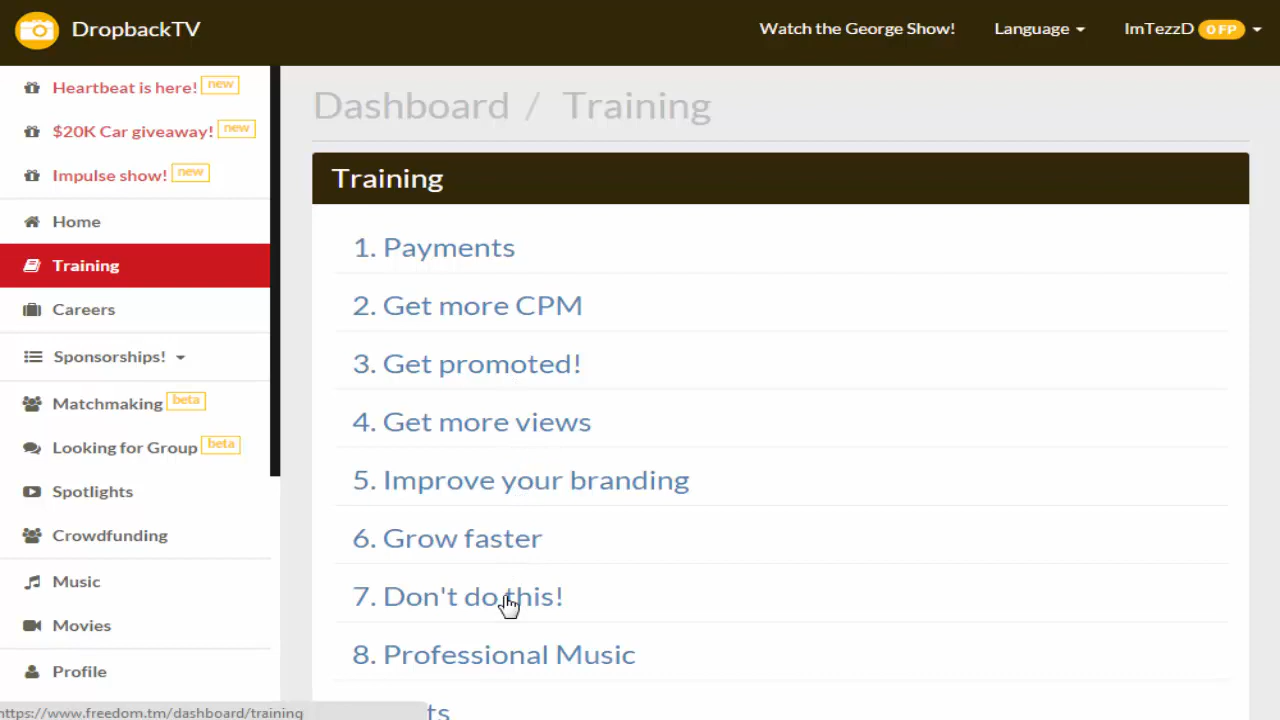 DropbackTV
Watch the George Show!
Language
ImTezzD 0 FP
Heartbeat is here! new
$20K Car giveaway! new
Impulse show! new
Home
Training
Careers
Sponsorships!
Matchmaking beta
Looking for Group beta
Spotlights
Crowdfunding
Music
Movies
Profile
Dashboard / Training
Training
1. Payments
2. Get more CPM
3. Get promoted!
4. Get more views
5. Improve your branding
6. Grow faster
7. Don't do this!
8. Professional Music
https://www.freedom.tm/dashboard/training